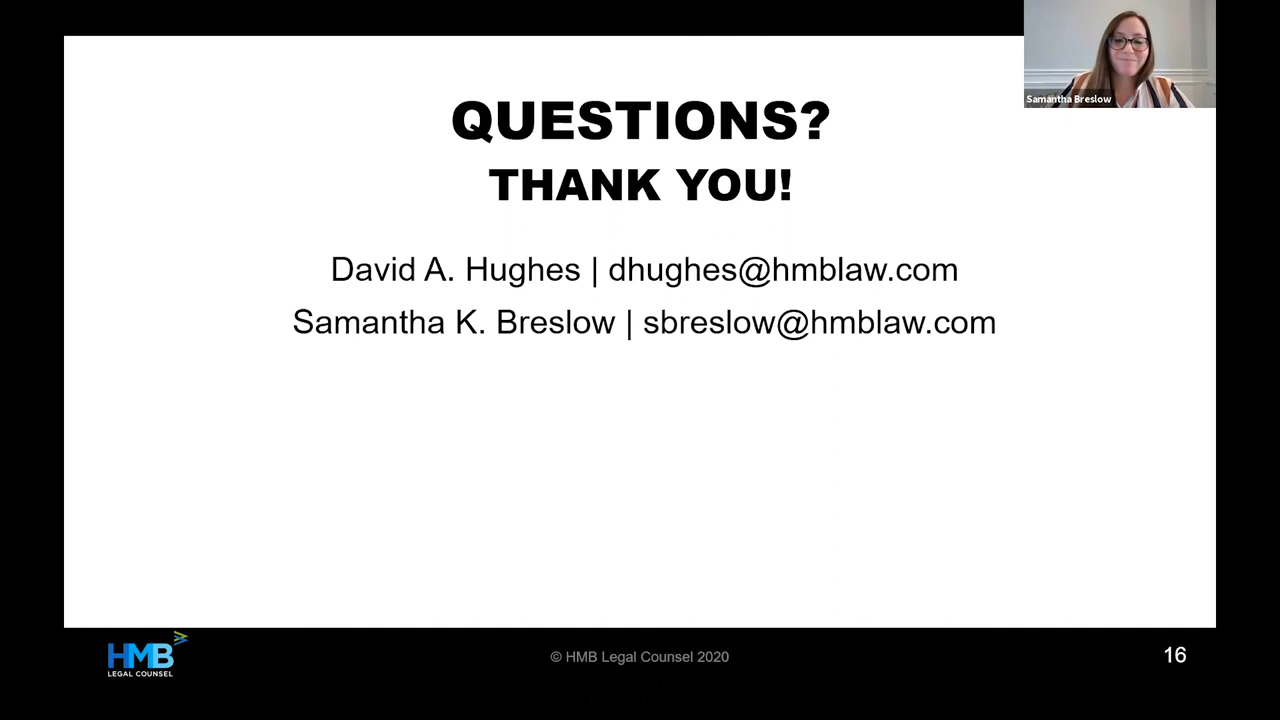 Samantha Breslow
QUESTIONS?
THANK YOU!
David A. Hughes | dhughes@hmblaw.com
Samantha K. Breslow | sbreslow@hmblaw.com
HMB
LEGAL COUNSEL
© HMB Legal Counsel 2020
16